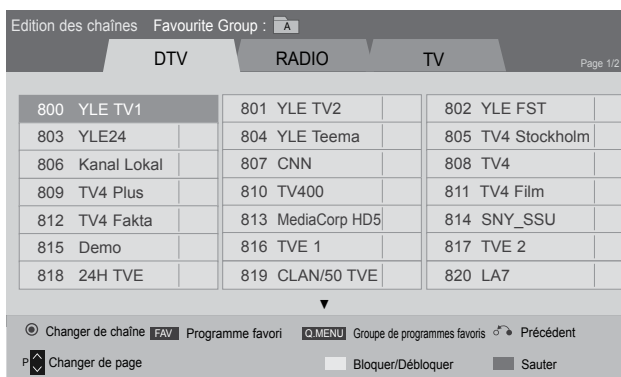 Edition des chaînes Favourite Group : A
DTV RADIO TV Page 1/2
800 YLE TV1 801 YLE TV2 802 YLE FST
803 YLE24 804 YLE Teema 805 TV4 Stockholm
806 Kanal Lokal 807 CNN 808 TV4
809 TV4 Plus 810 TV400 811 TV4 Film
812 TV4 Fakta 813 MediaCorp HD5 814 SNY_SSU
815 Demo 816 TVE 1 817 TVE 2
818 24H TVE 819 CLAN/50 TVE 820 LA7
Changer de chaîne FAV Programme favori Q.MENU Groupe de programmes favoris Précédent
P Changer de page Bloquer/Débloquer Sauter